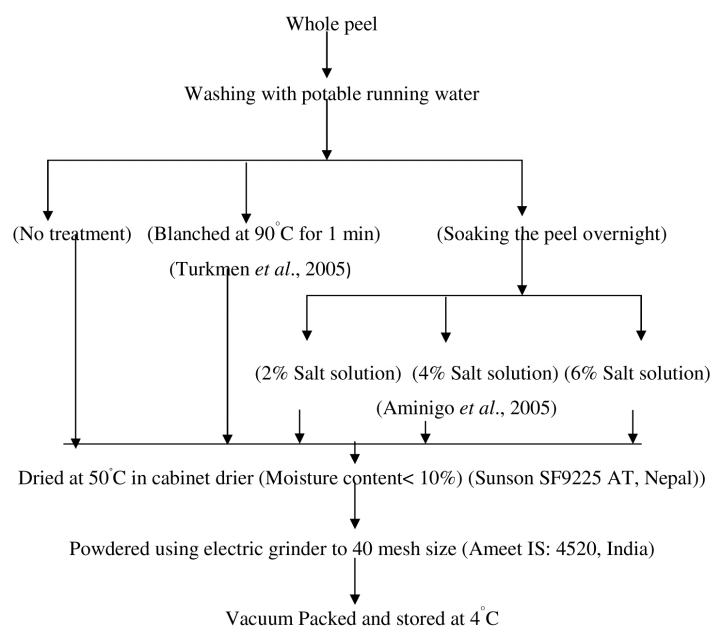 Whole peel
Washing with potable running water
(No treatment) (Blanched at 90°C for 1 min) (Soaking the peel overnight)
(Turkmen et al., 2005)
(2% Salt solution) (4% Salt solution) (6% Salt solution)
(Aminigo et al., 2005)
Dried at 50°C in cabinet drier (Moisture content< 10%) (Sunson SF9225 AT, Nepal))
Powdered using electric grinder to 40 mesh size (Ameet IS: 4520, India)
Vacuum Packed and stored at 4°C